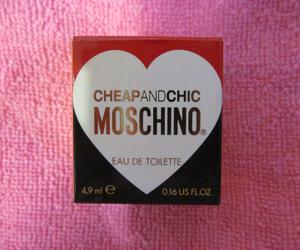 CHEAPANDCHIC
MOSCHINO®
EAU DE TOILETTE
4,9 ml ℮ 0.16 US FL.OZ.